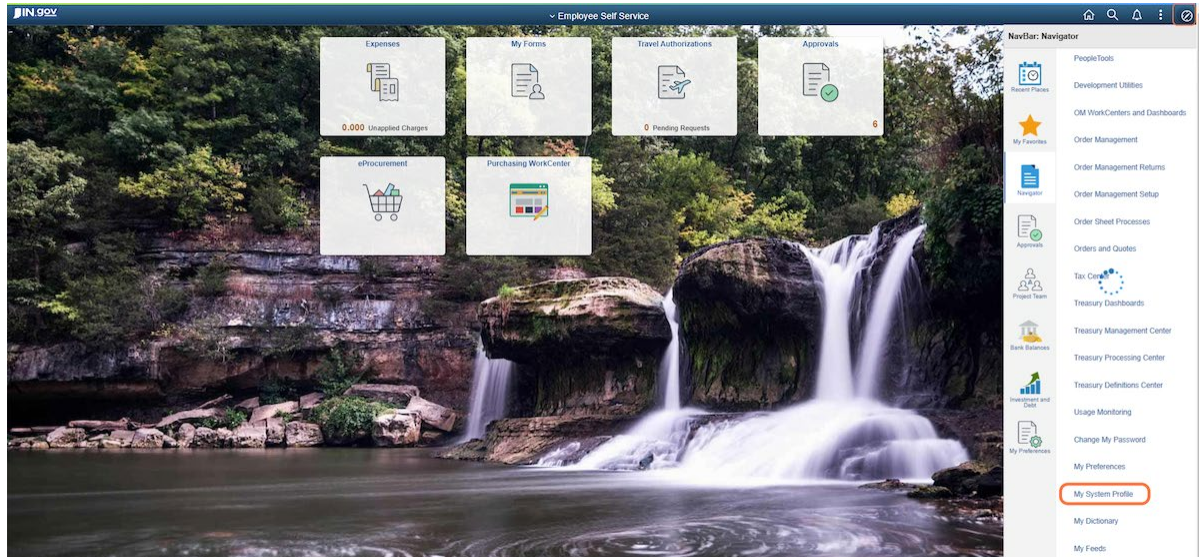 IN.gov
Employee Self Service
Expenses
0.000 Unapplied Charges
My Forms
Travel Authorizations
0 Pending Requests
Approvals
6
eProcurement
Purchasing WorkCenter
NavBar: Navigator
Recent Places
My Favorites
Navigator
Approvals
Project Team
Bank Balances
Investment and
Debt
My Preferences
PeopleTools
Development Utilities
OM WorkCenters and Dashboards
Order Management
Order Management Returns
Order Management Setup
Order Sheet Processes
Orders and Quotes
Tax Center
Treasury Dashboards
Treasury Management Center
Treasury Processing Center
Treasury Definitions Center
Usage Monitoring
Change My Password
My Preferences
My System Profile
My Dictionary
My Feeds